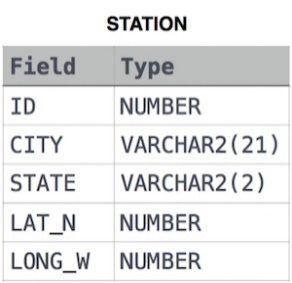 STATION
Field Type
ID NUMBER
CITY VARCHAR2(21)
STATE VARCHAR2(2)
LAT_N NUMBER
LONG_W NUMBER